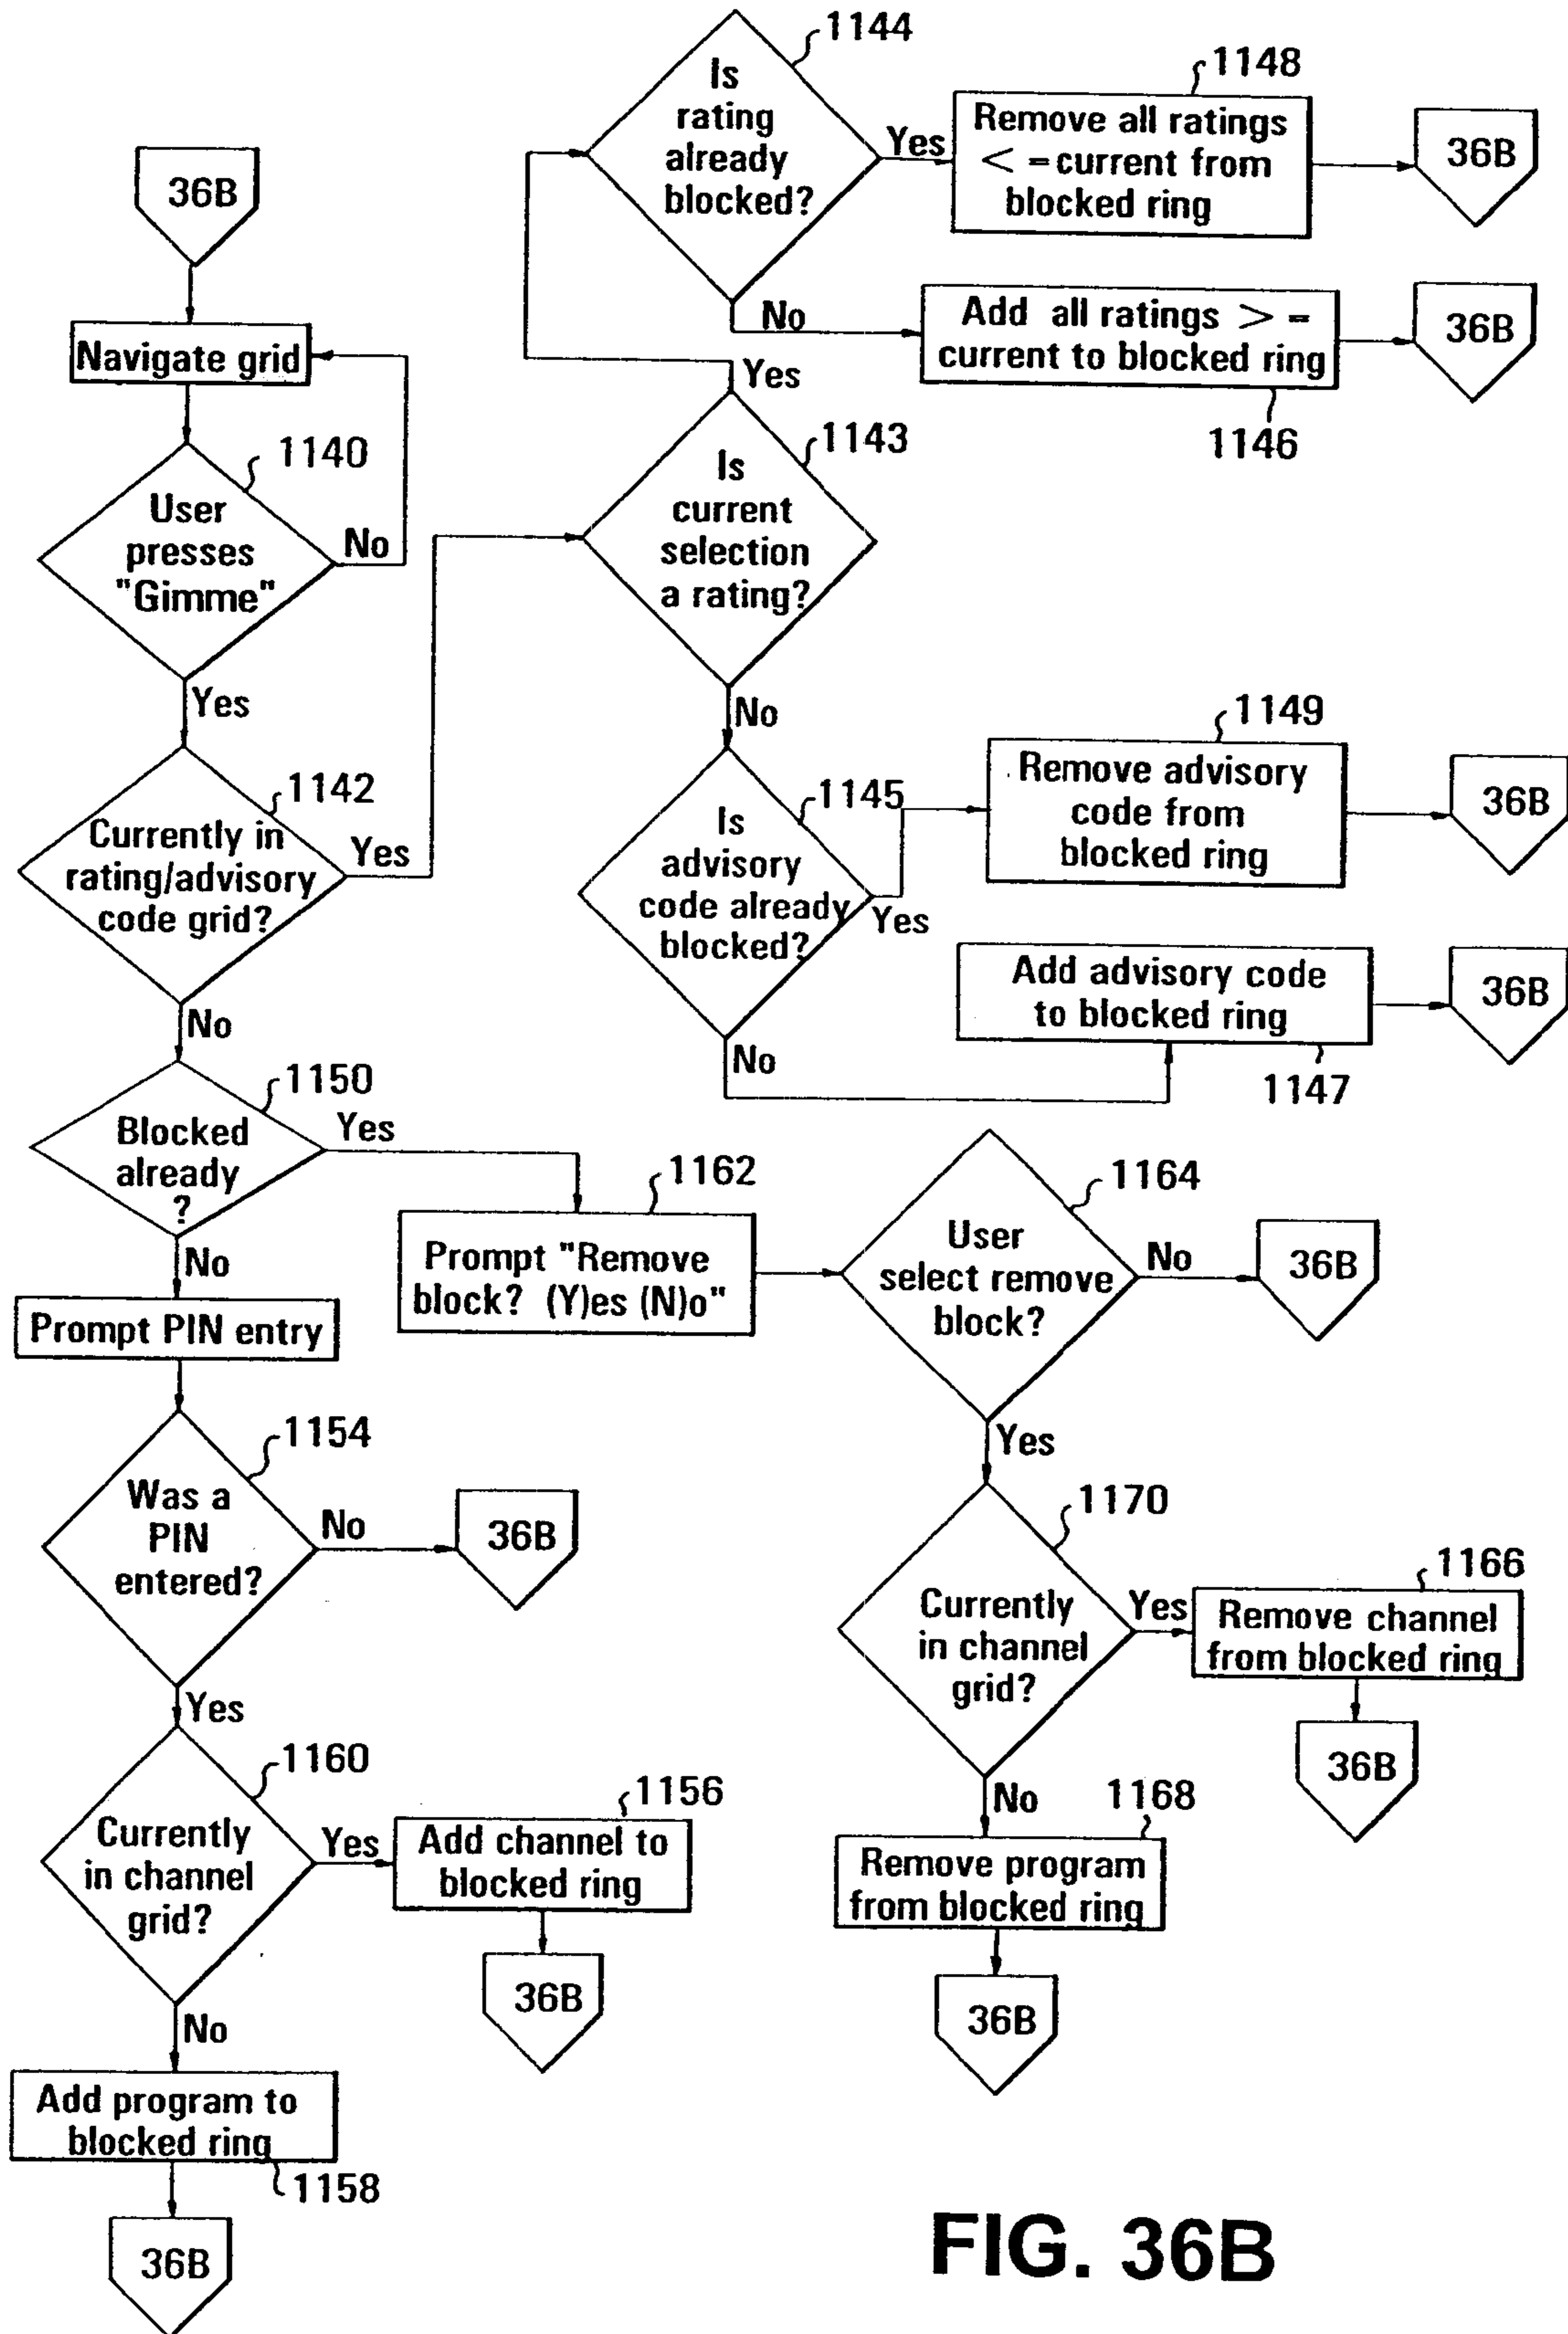 36B
Navigate grid
1140
User
presses
"Gimme"
No
Yes
1142
Currently in
rating/advisory
code grid?
Yes
No
1150
Blocked
already
?
Yes
No
Prompt PIN entry
1154
Was a
PIN
entered?
No
36B
Yes
1160
Currently
in channel
grid?
Yes
1156
Add channel to
blocked ring
36B
No
Add program to
blocked ring
1158
36B
1144
Is
rating
already
blocked?
Yes
1148
Remove all ratings
< =current from
blocked ring
36B
No
Add all ratings > =
current to blocked ring
1146
36B
Yes
1143
Is
current
selection
a rating?
No
1145
Is
advisory
code already
blocked?
Yes
1149
Remove advisory
code from
blocked ring
36B
No
Add advisory code
to blocked ring
1147
36B
1162
Prompt "Remove
block? (Y)es (N)o"
1164
User
select remove
block?
No
36B
Yes
1170
Currently
in channel
grid?
Yes
1166
Remove channel
from blocked ring
36B
No
1168
Remove program
from blocked ring
36B
FIG. 36B